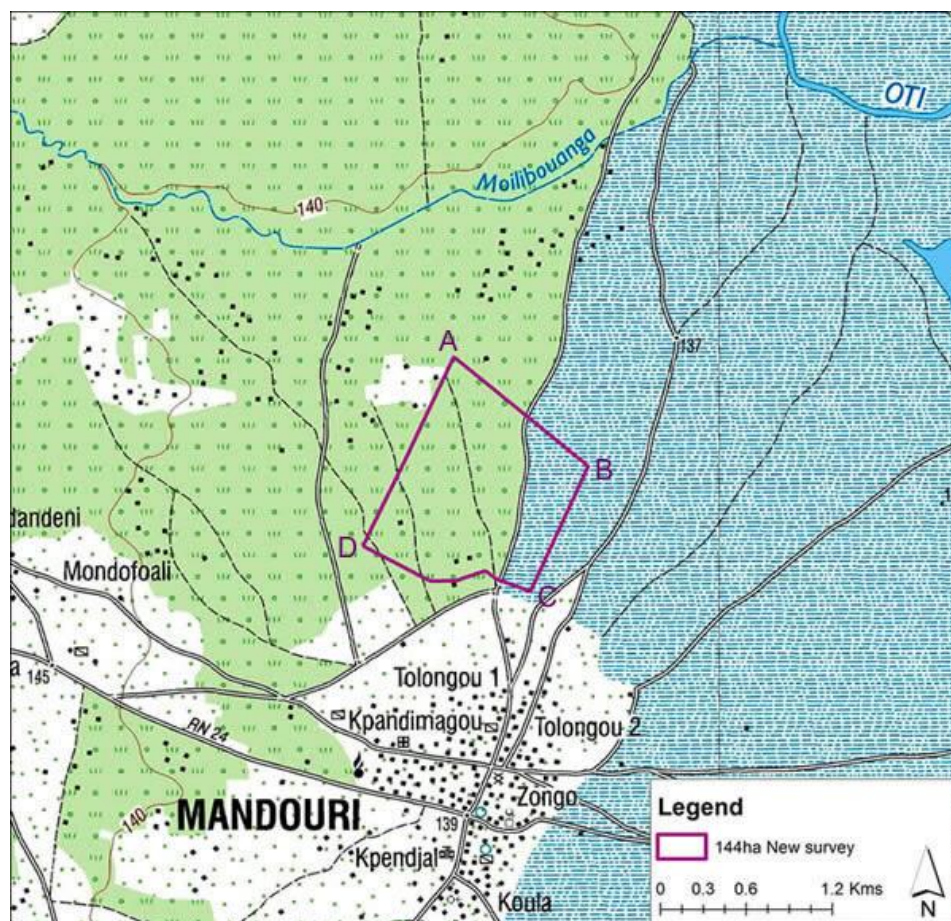 OTI
Moilibouanga
140
137
A
B
D
C
dandeni
Mondofoali
a
145
Tolongou 1
Kpandimagou
Tolongou 2
RN 24
MANDOURI
Zongo
139
140
Kpendjal
Koula
Legend
144ha New survey
0 0.3 0.6 1.2 Kms
N